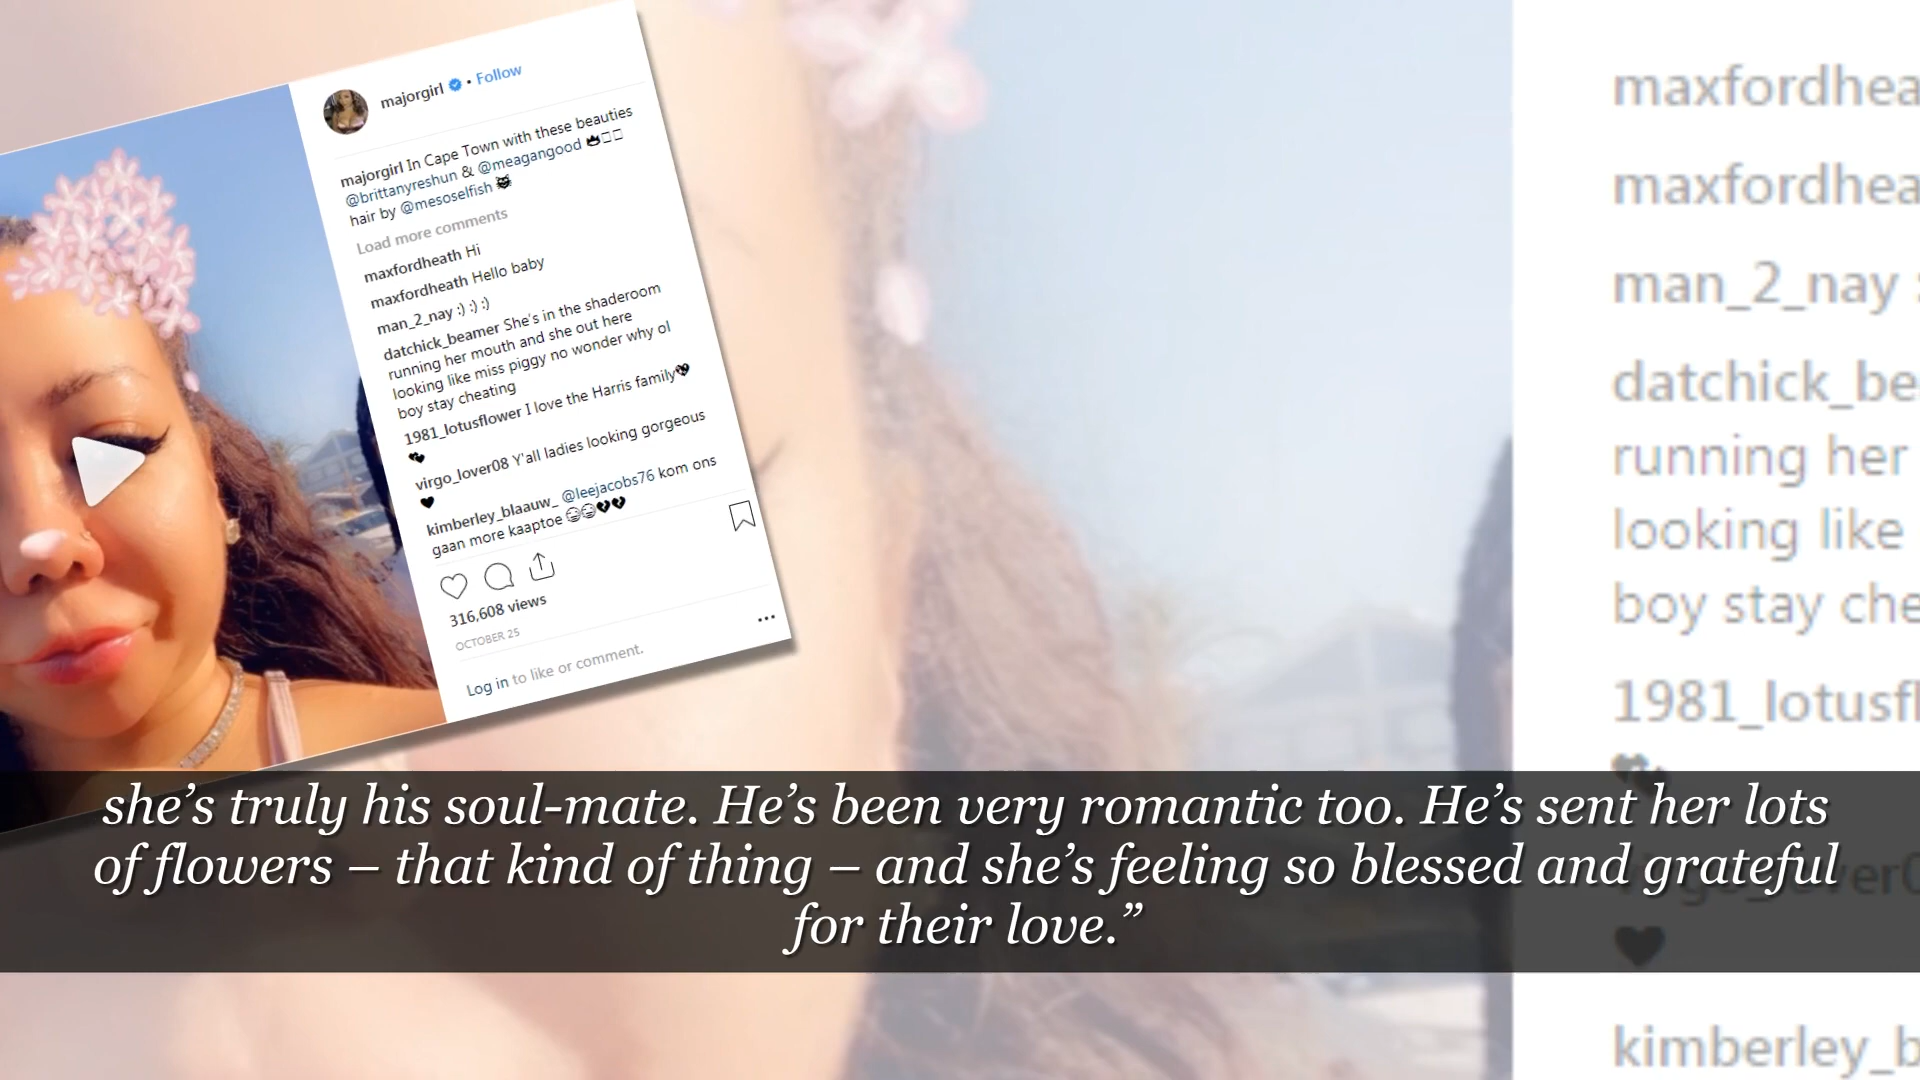 majorgirl • Follow
majorgirl In Cape Town with these beauties
@brittanyreshun & @meagangood
hair by @mesoselfish
Load more comments
maxfordheath Hi
maxfordheath Hello baby
man_2_nay :) :) :)
datchick_beamer She's in the shaderoom
running her mouth and she out here
looking like miss piggy no wonder why ol
boy stay cheating
1981_lotusflower I love the Harris family
virgo_lover08 Y'all ladies looking gorgeous
kimberley_blaauw_ @leejacobs76 kom ons
gaan more kaaptoe
316,608 views
OCTOBER 25
Log in to like or comment.
maxfordhea
maxfordhea
man_2_nay :
datchick_be
running her
looking like
boy stay che
1981_lotusfl
she’s truly his soul-mate. He’s been very romantic too. He’s sent her lots
of flowers – that kind of thing – and she’s feeling so blessed and grateful
for their love.”
kimberley_b